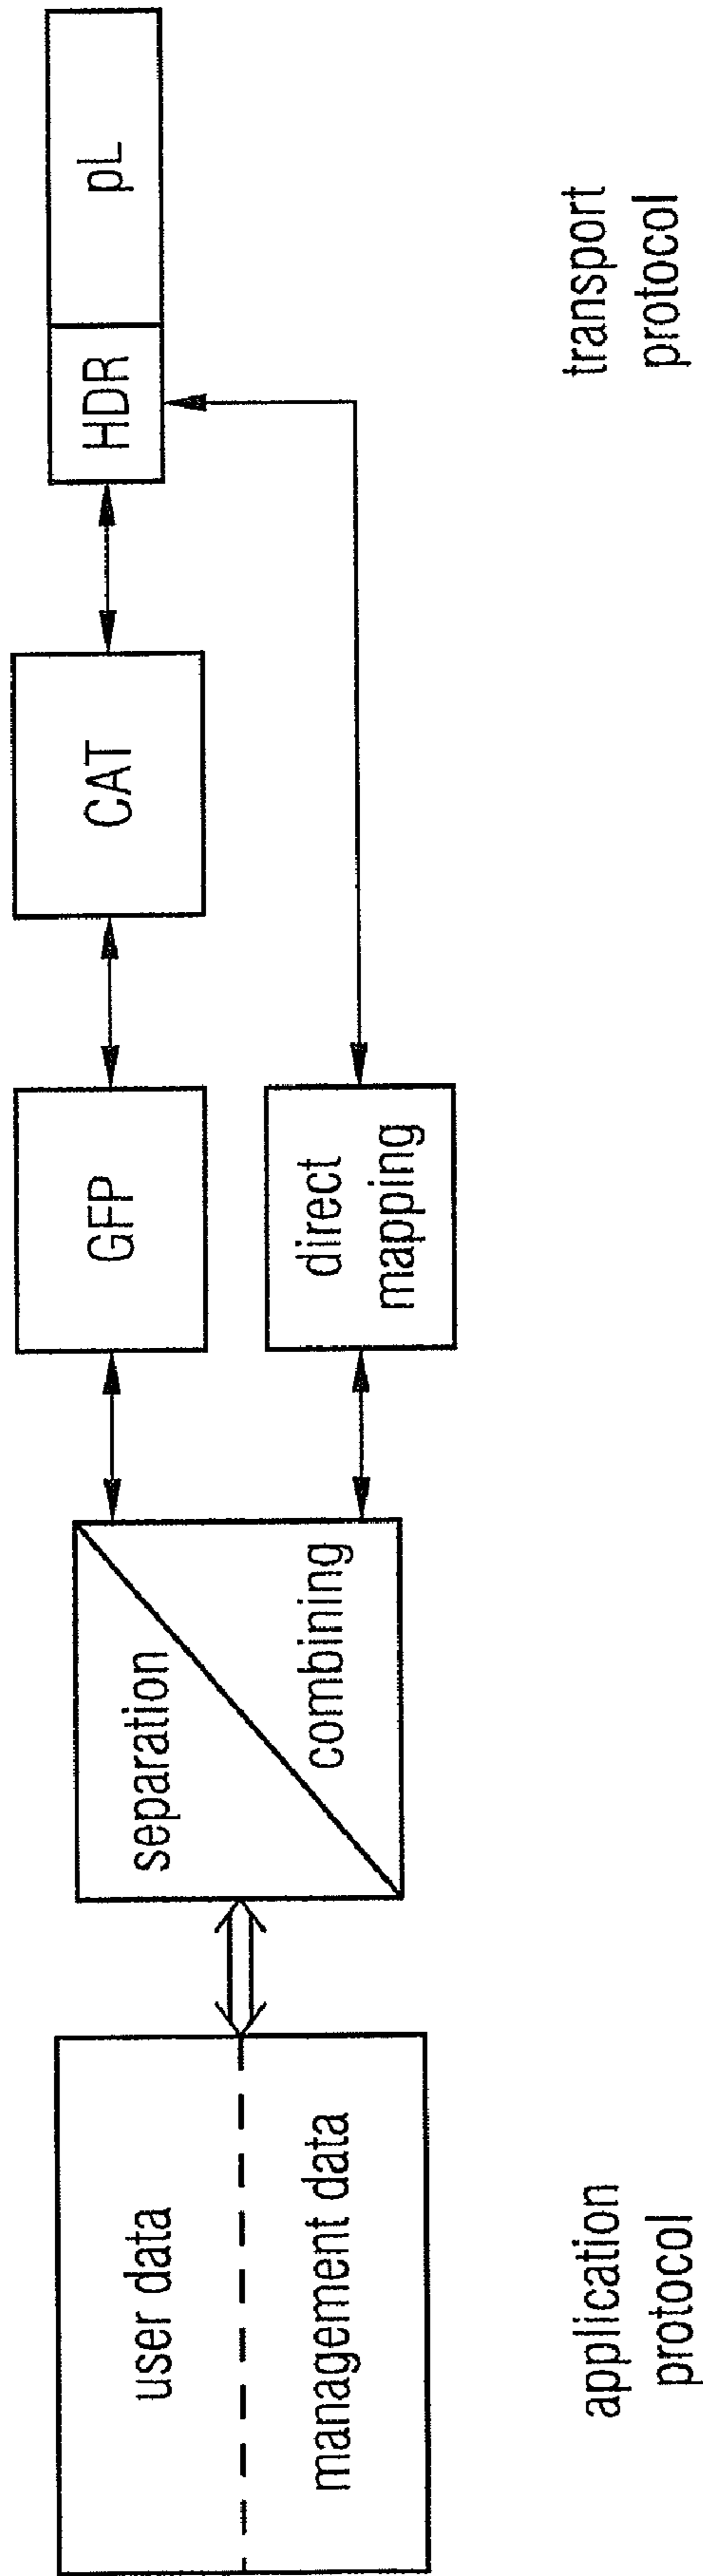 user data
management data
separation
combining
GFP
direct
mapping
CAT
HDR
pL
application
protocol
transport
protocol